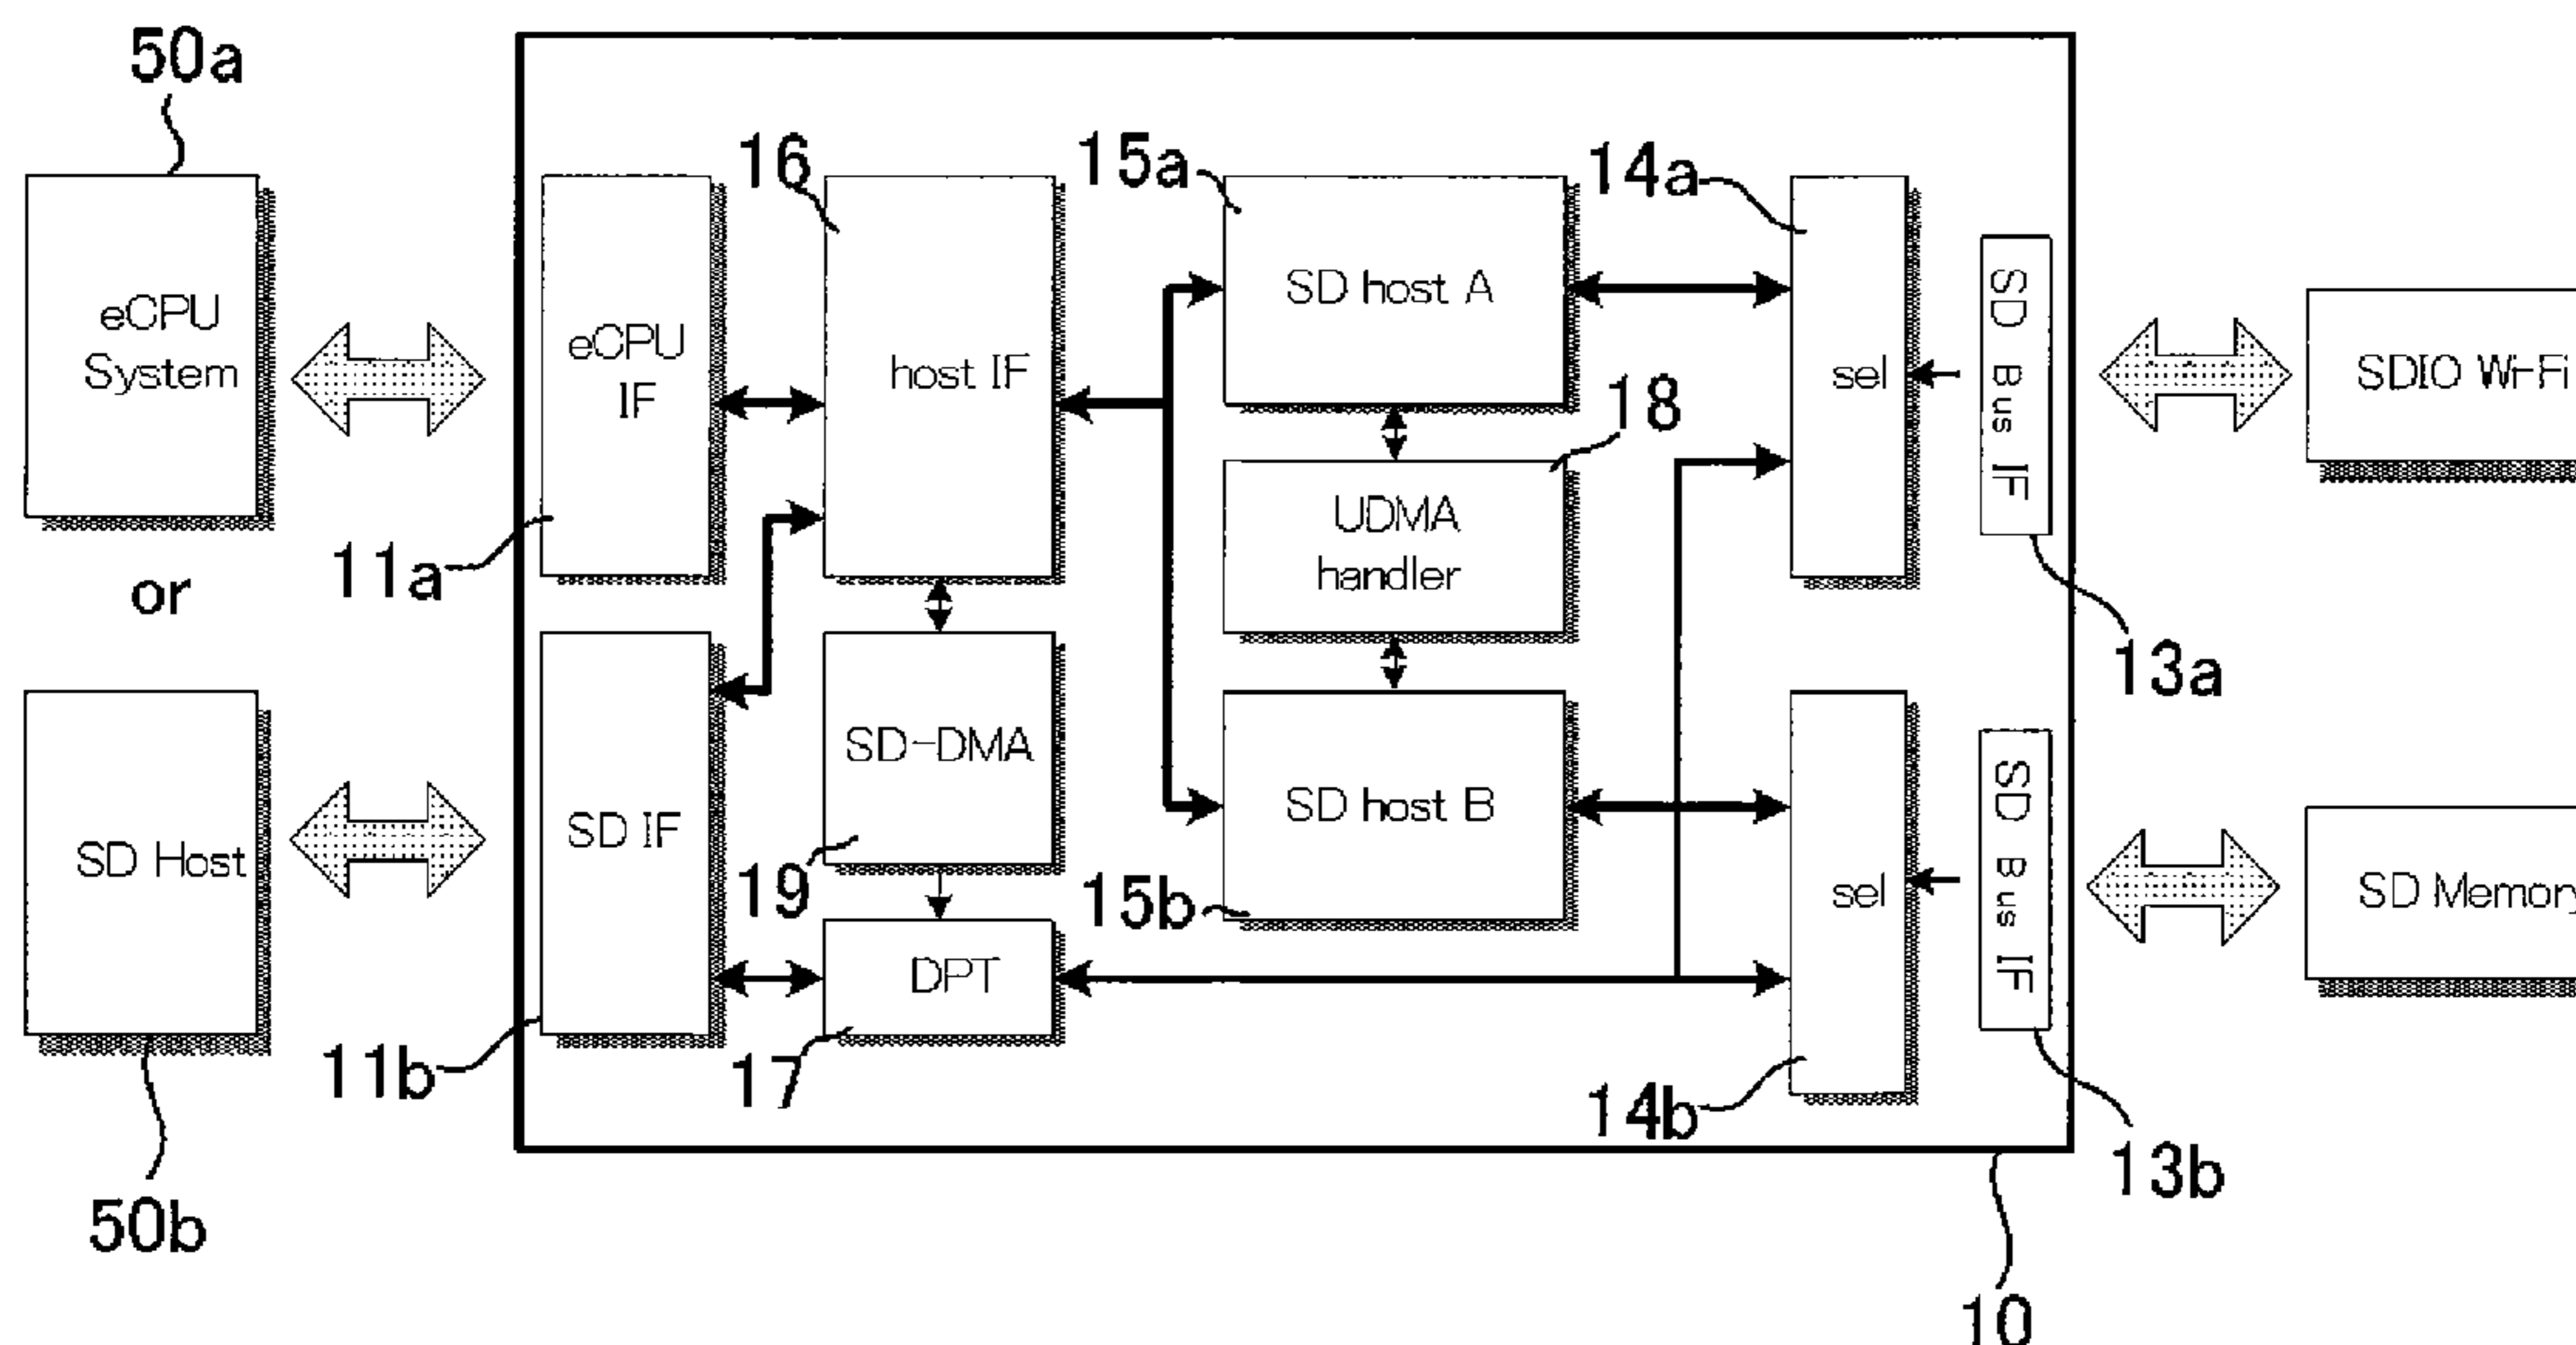 50a
16
15a
14a
eCPU
System
eCPU
IF
host IF
SD host A
sel
SD Bus IF
SDIO Wi-Fi
18
UDMA
handler
11a
or
13a
SD Host
SD IF
SD-DMA
SD host B
sel
SD Bus IF
SD Memory
19
15b
DPT
11b
17
14b
13b
50b
10